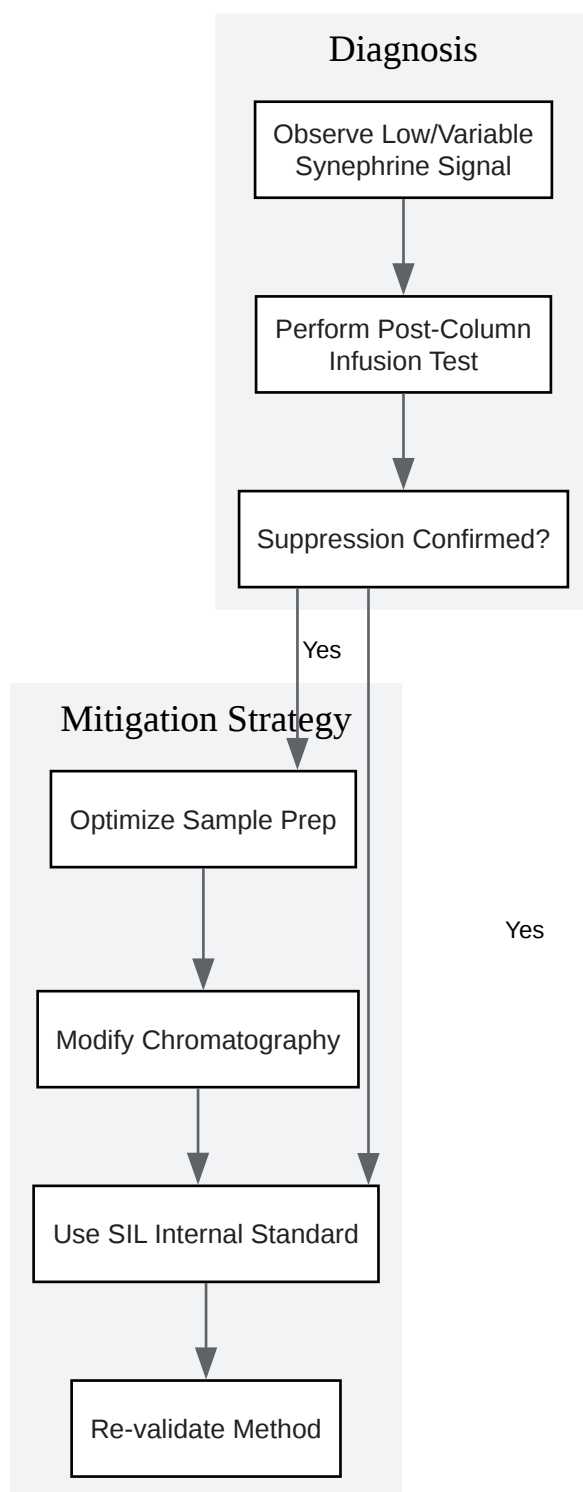 Diagnosis
Observe Low/Variable
Synephrine Signal
Perform Post-Column
Infusion Test
Suppression Confirmed?
Yes
Mitigation Strategy
Optimize Sample Prep
Yes
Modify Chromatography
Use SIL Internal Standard
Re-validate Method